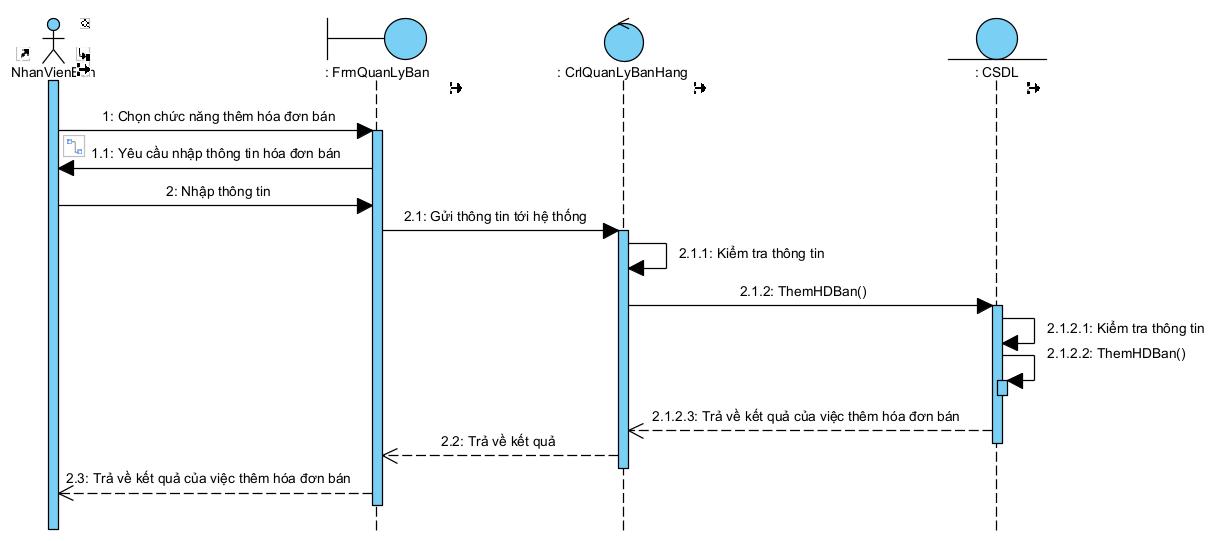 : FrmQuanLyBan
: CrlQuanLyBanHang
: CSDL
1: Chọn chức năng thêm hóa đơn bán
1.1: Yêu cầu nhập thông tin hóa đơn bán
2: Nhập thông tin
2.1: Gửi thông tin tới hệ thống
2.1.1: Kiểm tra thông tin
2.1.2: ThemHDBan()
2.1.2.1: Kiểm tra thông tin
2.1.2.2: ThemHDBan()
2.1.2.3: Trả về kết quả của việc thêm hóa đơn bán
2.2: Trả về kết quả
2.3: Trả về kết quả của việc thêm hóa đơn bán